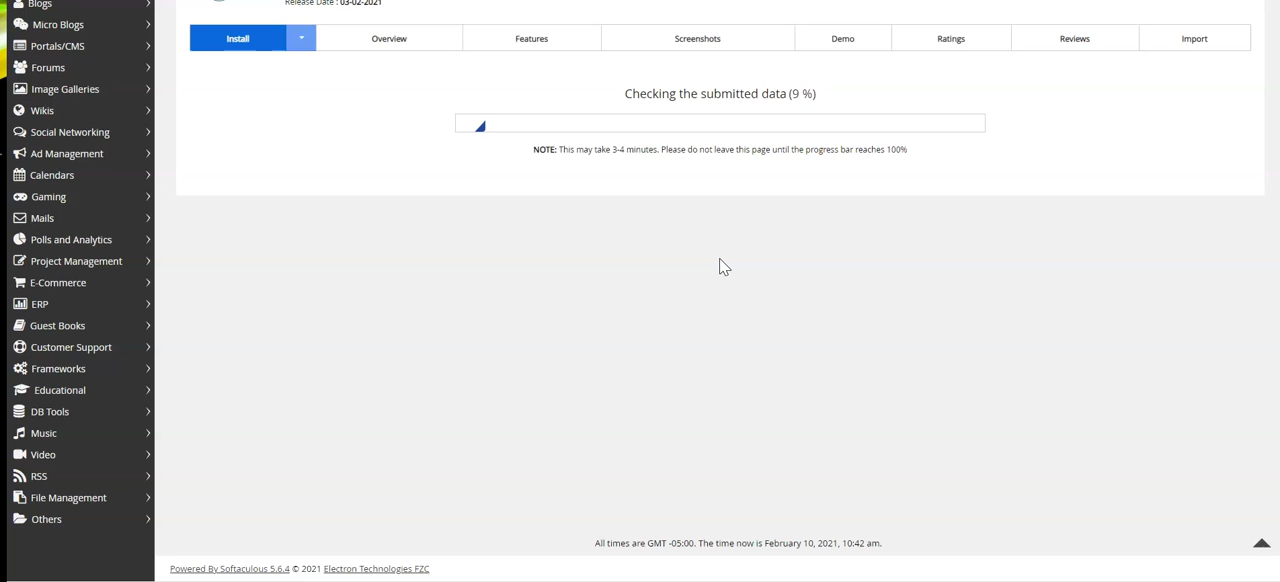 Blogs
Release Date : 03-02-2021
Micro Blogs
Portals/CMS
Forums
Image Galleries
Wikis
Social Networking
Ad Management
Calendars
Gaming
Mails
Polls and Analytics
Project Management
E-Commerce
ERP
Guest Books
Customer Support
Frameworks
Educational
DB Tools
Music
Video
RSS
File Management
Others
Install Overview Features Screenshots Demo Ratings Reviews Import
Checking the submitted data (9 %)
NOTE: This may take 3-4 minutes. Please do not leave this page until the progress bar reaches 100%
All times are GMT -05:00. The time now is February 10, 2021, 10:42 am.
Powered By Softaculous 5.6.4 © 2021 Electron Technologies FZC